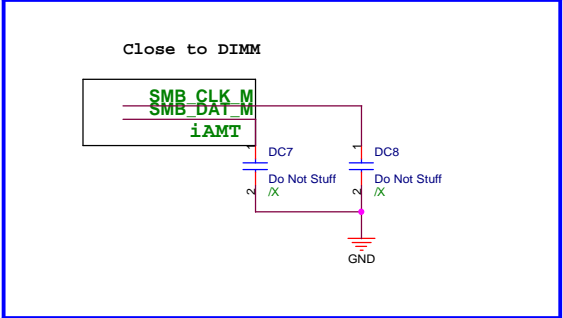 Close to DIMM
SMB_CLK_M
SMB_DAT_M
iAMT
1
DC7
Do Not Stuff
/X
2
1
DC8
Do Not Stuff
/X
2
GND